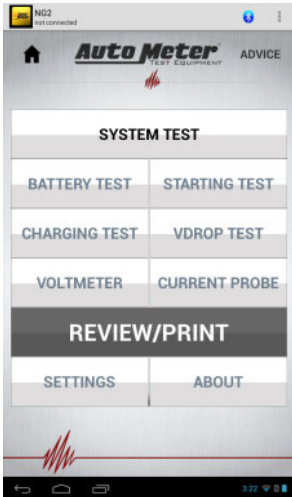 NG2
not connected
Auto Meter
TEST EQUIPMENT
ADVICE
SYSTEM TEST
BATTERY TEST
STARTING TEST
CHARGING TEST
VDROP TEST
VOLTMETER
CURRENT PROBE
REVIEW/PRINT
SETTINGS
ABOUT
3:22